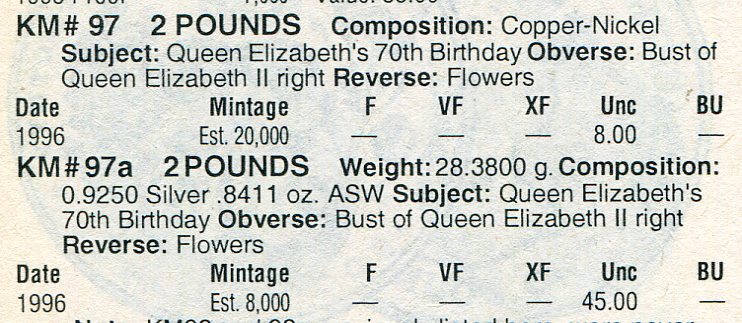 KM# 97 2 POUNDS Composition: Copper-Nickel
Subject: Queen Elizabeth's 70th Birthday Obverse: Bust of
Queen Elizabeth II right Reverse: Flowers
Date Mintage F VF XF Unc BU
1996 Est. 20,000 — — — 8.00 —
KM# 97a 2 POUNDS Weight: 28.3800 g. Composition:
0.9250 Silver .8411 oz. ASW Subject: Queen Elizabeth's
70th Birthday Obverse: Bust of Queen Elizabeth II right
Reverse: Flowers
Date Mintage F VF XF Unc BU
1996 Est. 8,000 — — — 45.00 —